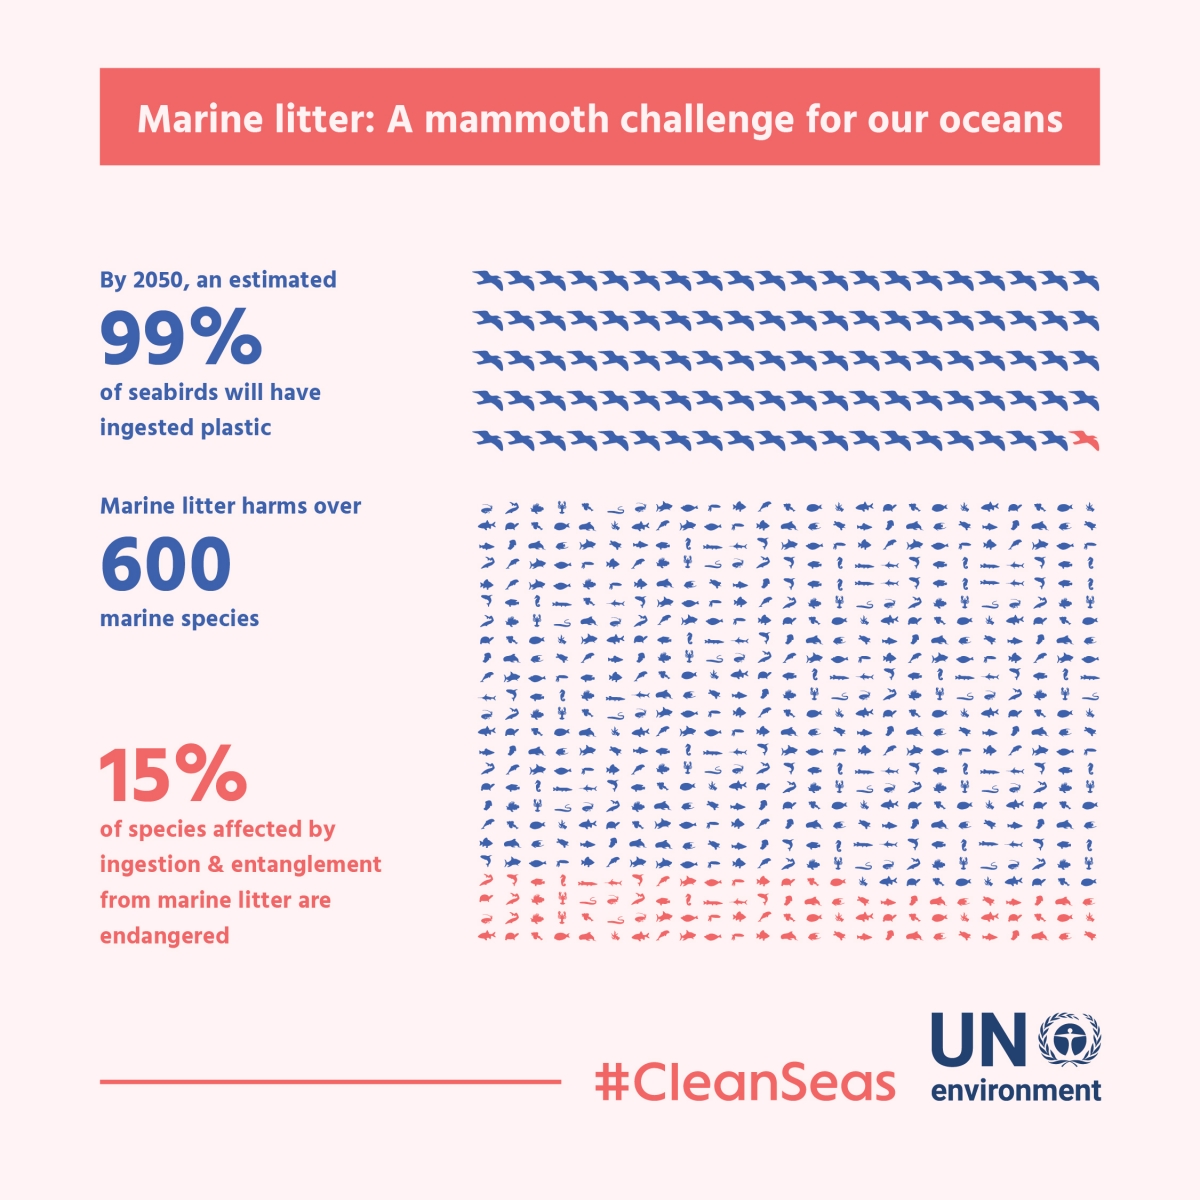 Marine litter: A mammoth challenge for our oceans
By 2050, an estimated
99%
of seabirds will have
ingested plastic
Marine litter harms over
600
marine species
15%
of species affected by
ingestion & entanglement
from marine litter are
endangered
#CleanSeas
UN
environment